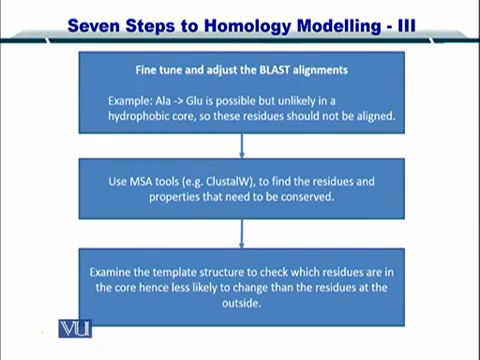 Seven Steps to Homology Modelling - III
Fine tune and adjust the BLAST alignments
Example: Ala -> Glu is possible but unlikely in a
hydrophobic core, so these residues should not be aligned.
Use MSA tools (e.g. ClustalW), to find the residues and
properties that need to be conserved.
Examine the template structure to check which residues are in
the core hence less likely to change than the residues at the
outside.
VU